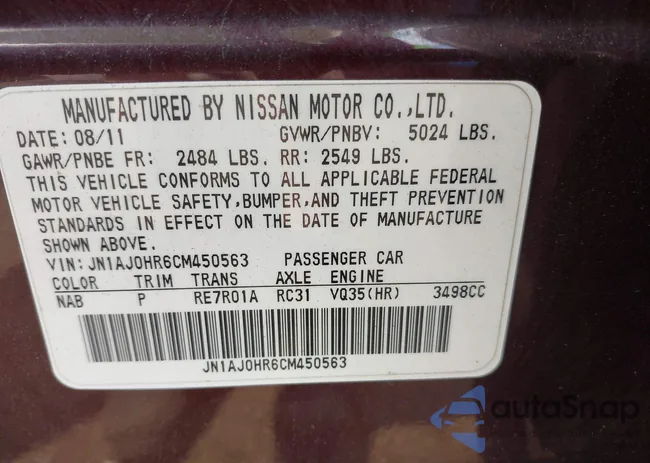 MANUFACTURED BY NISSAN MOTOR CO.,LTD.
DATE: 08/11 GVWR/PNBV: 5024 LBS.
GAWR/PNBE FR: 2484 LBS. RR: 2549 LBS.
THIS VEHICLE CONFORMS TO ALL APPLICABLE FEDERAL
MOTOR VEHICLE SAFETY,BUMPER,AND THEFT PREVENTION
STANDARDS IN EFFECT ON THE DATE OF MANUFACTURE
SHOWN ABOVE.
VIN: JN1AJ0HR6CM450563 PASSENGER CAR
COLOR TRIM TRANS AXLE ENGINE
NAB P RE7R01A RC31 VQ35(HR) 3498CC
JN1AJ0HR6CM450563
autoSnap